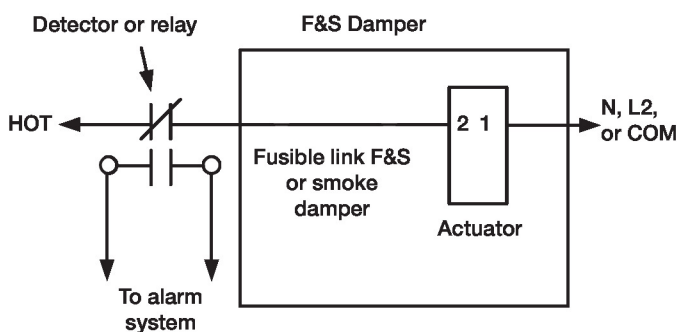 Detector or relay
F&S Damper
HOT
2 1
N, L2,
or COM
Fusible link F&S
or smoke
damper
Actuator
To alarm
system